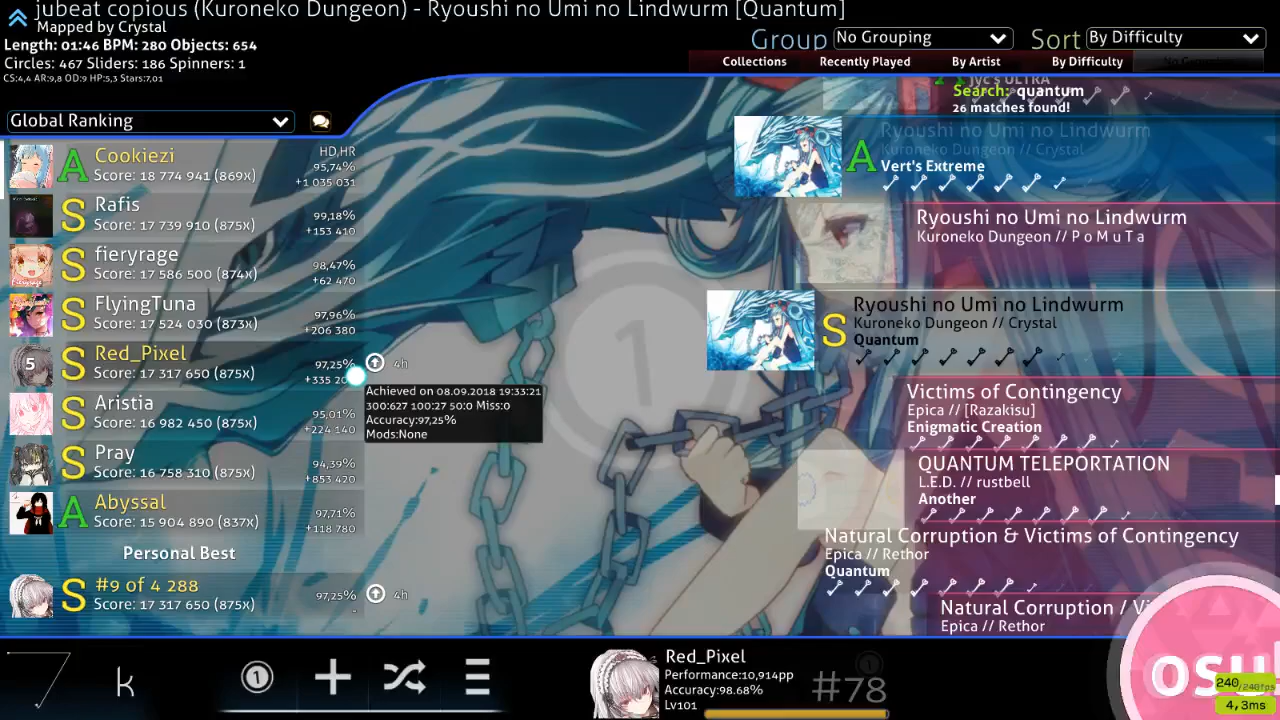 jubeat copious (Kuroneko Dungeon) - Ryoushi no Umi no Lindwurm [Quantum]
Mapped by Crystal
Length: 01:46 BPM: 280 Objects: 654
Circles: 467 Sliders: 186 Spinners: 1
CS:4,4 AR:9,8 OD:9 HP:5,3 Stars:7,01
Group No Grouping
Sort By Difficulty
Collections
Recently Played
By Artist
By Difficulty
Search: quantum
26 matches found!
Global Ranking
A Cookiezi HD,HR
Score: 18 774 941 (869x) 95,74%
+1 035 031
S Rafis
Score: 17 739 910 (875x) 99,18%
+153 410
S fieryrage
Score: 17 586 500 (874x) 98,47%
+62 470
S FlyingTuna
Score: 17 524 030 (873x) 97,96%
+206 380
5 S Red_Pixel
Score: 17 317 650 (875x) 97,25% 4h
Achieved on 08.09.2018 19:33:21
300:627 100:27 50:0 Miss:0
Accuracy:97,25%
Mods:None
S Aristia
Score: 16 982 450 (875x) 95,01%
+224 140
S Pray
Score: 16 758 310 (875x) 94,39%
+853 420
A Abyssal
Score: 15 904 890 (837x) 97,71%
+118 780
Personal Best
S #9 of 4 288
Score: 17 317 650 (875x) 97,25% 4h
-
1
Ryoushi no Umi no Lindwurm
Kuroneko Dungeon // Crystal
A Vert's Extreme
Ryoushi no Umi no Lindwurm
Kuroneko Dungeon // P o M u T a
Ryoushi no Umi no Lindwurm
S Kuroneko Dungeon // Crystal
Quantum
Victims of Contingency
Epica // [Razakisu]
Enigmatic Creation
QUANTUM TELEPORTATION
L.E.D. // rustbell
Another
Natural Corruption & Victims of Contingency
Epica // Rethor
Quantum
Natural Corruption /
Epica // Rethor
k
1
Red_Pixel
Performance:10,914pp
Accuracy:98.68%
Lv101
#78
osu!
240/240fps
4,3ms